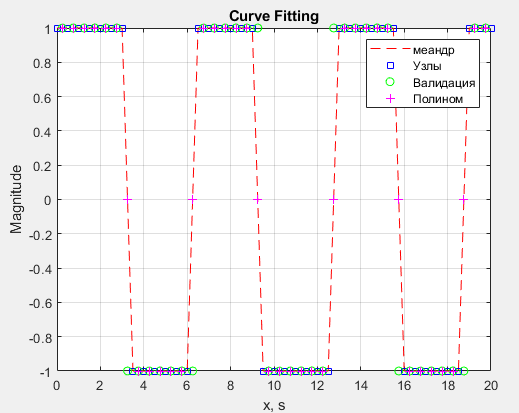 Curve Fitting
меандр
Узлы
Валидация
Полином
Magnitude
1
0.8
0.6
0.4
0.2
0
-0.2
-0.4
-0.6
-0.8
-1
0 2 4 6 8 10 12 14 16 18 20
x, s